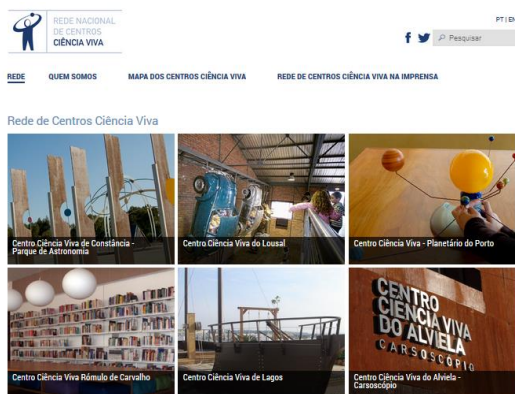 REDE NACIONAL
DE CENTROS
CIÊNCIA VIVA
PT | EN
Pesquisar
REDE
QUEM SOMOS
MAPA DOS CENTROS CIÊNCIA VIVA
REDE DE CENTROS CIÊNCIA VIVA NA IMPRENSA
Rede de Centros Ciência Viva
Centro Ciência Viva de Constância -
Parque de Astronomia
Centro Ciência Viva do Lousal
Centro Ciência Viva - Planetário do Porto
Centro Ciência Viva Rómulo de Carvalho
Centro Ciência Viva de Lagos
CENTRO
CIÊNCIA VIVA
DO ALVIELA
CARSOSCÓPIO
Centro Ciência Viva do Alviela -
Carsoscópio